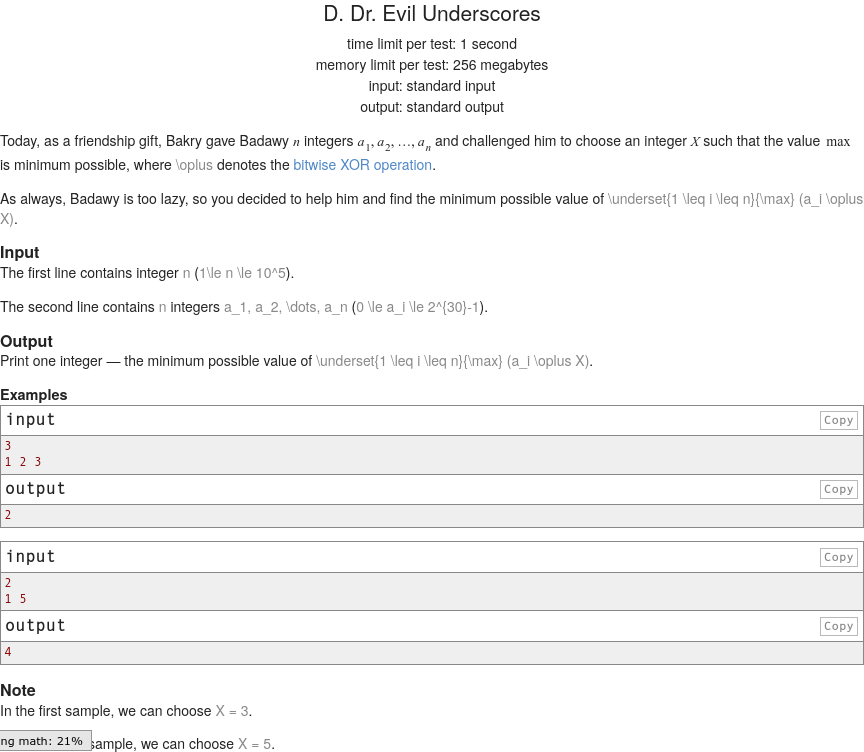 D. Dr. Evil Underscores
time limit per test: 1 second
memory limit per test: 256 megabytes
input: standard input
output: standard output
Today, as a friendship gift, Bakry gave Badawy n integers a_1, a_2, …, a_n and challenged him to choose an integer X such that the value max
is minimum possible, where \oplus denotes the bitwise XOR operation.
As always, Badawy is too lazy, so you decided to help him and find the minimum possible value of \underset{1 \leq i \leq n}{\max} (a_i \oplus
X).
Input
The first line contains integer n (1\le n \le 10^5).
The second line contains n integers a_1, a_2, \dots, a_n (0 \le a_i \le 2^{30}-1).
Output
Print one integer — the minimum possible value of \underset{1 \leq i \leq n}{\max} (a_i \oplus X).
Examples
input Copy
3
1 2 3
output Copy
2
input Copy
2
1 5
output Copy
4
Note
In the first sample, we can choose X = 3.
ng math: 21% sample, we can choose X = 5.